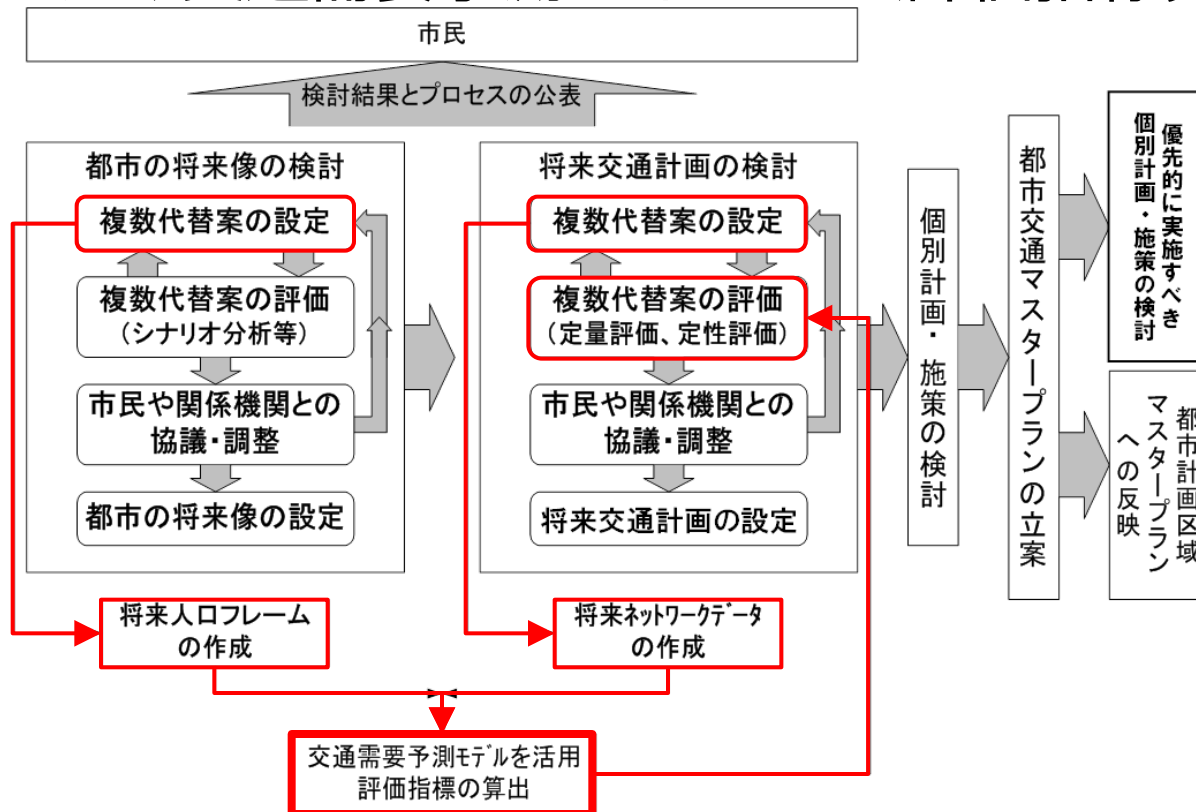 市民
検討結果とプロセスの公表
都市の将来像の検討
複数代替案の設定
複数代替案の評価
(シナリオ分析等)
市民や関係機関との
協議・調整
都市の将来像の設定
将来交通計画の検討
複数代替案の設定
複数代替案の評価
(定量評価、定性評価)
市民や関係機関との
協議・調整
将来交通計画の設定
個別計画・施策の検討
都市交通マスタープランの立案
優先的に実施すべき
個別計画・施策の検討
都市計画区域
マスタープラン
への反映
将来人口フレーム
の作成
将来ネットワークデータ
の作成
交通需要予測モデルを活用
評価指標の算出